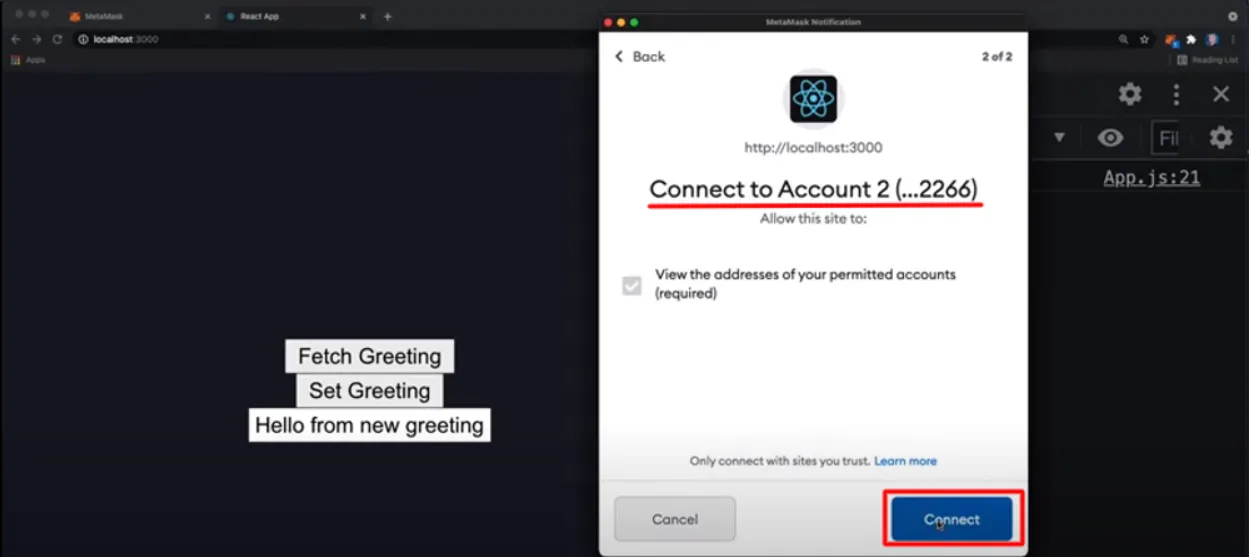 MetaMask
React App
MetaMask Notification
localhost:3000
Apps
Reading List
Back
2 of 2
http://localhost:3000
Connect to Account 2 (...2266)
Allow this site to:
View the addresses of your permitted accounts
(required)
Fil
App.js:21
Fetch Greeting
Set Greeting
Hello from new greeting
Only connect with sites you trust. Learn more
Cancel
Connect